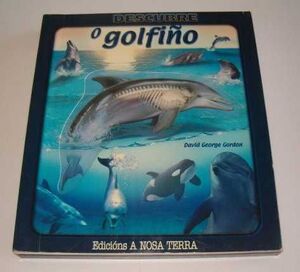 DESCUBRE
o golfiño
David George Gordon
Edicións A NOSA TERRA